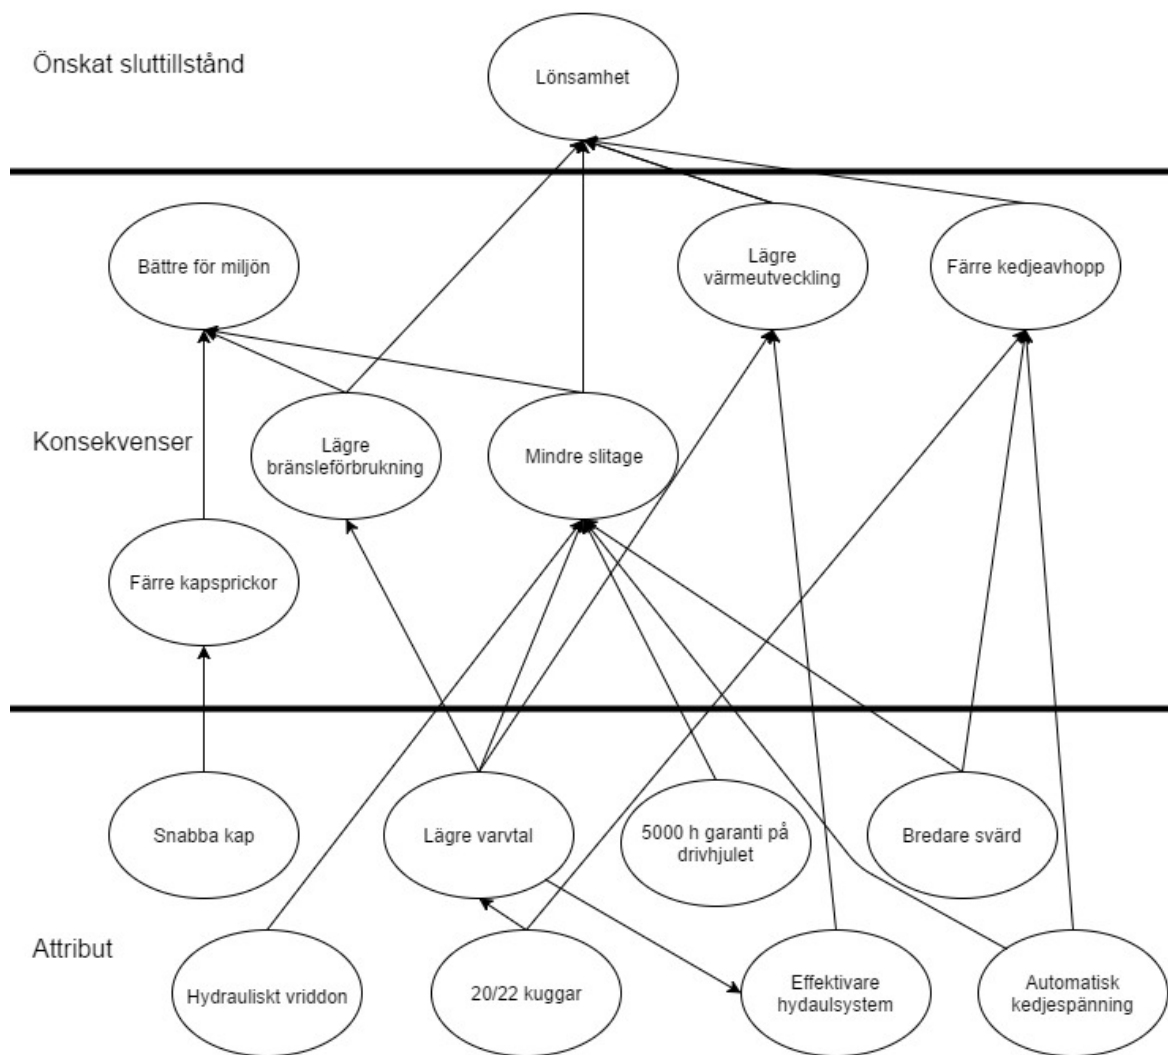 Önskat sluttillstånd
Lönsamhet
Bättre för miljön
Lägre
värmeutveckling
Färre kedjeavhopp
Konsekvenser
Lägre
bränsleförbrukning
Mindre slitage
Färre kapsprickor
Snabba kap
Lägre varvtal
5000 h garanti på
drivhjulet
Bredare svärd
Attribut
Hydrauliskt vriddon
20/22 kuggar
Effektivare
hydaulsystem
Automatisk
kedjespänning